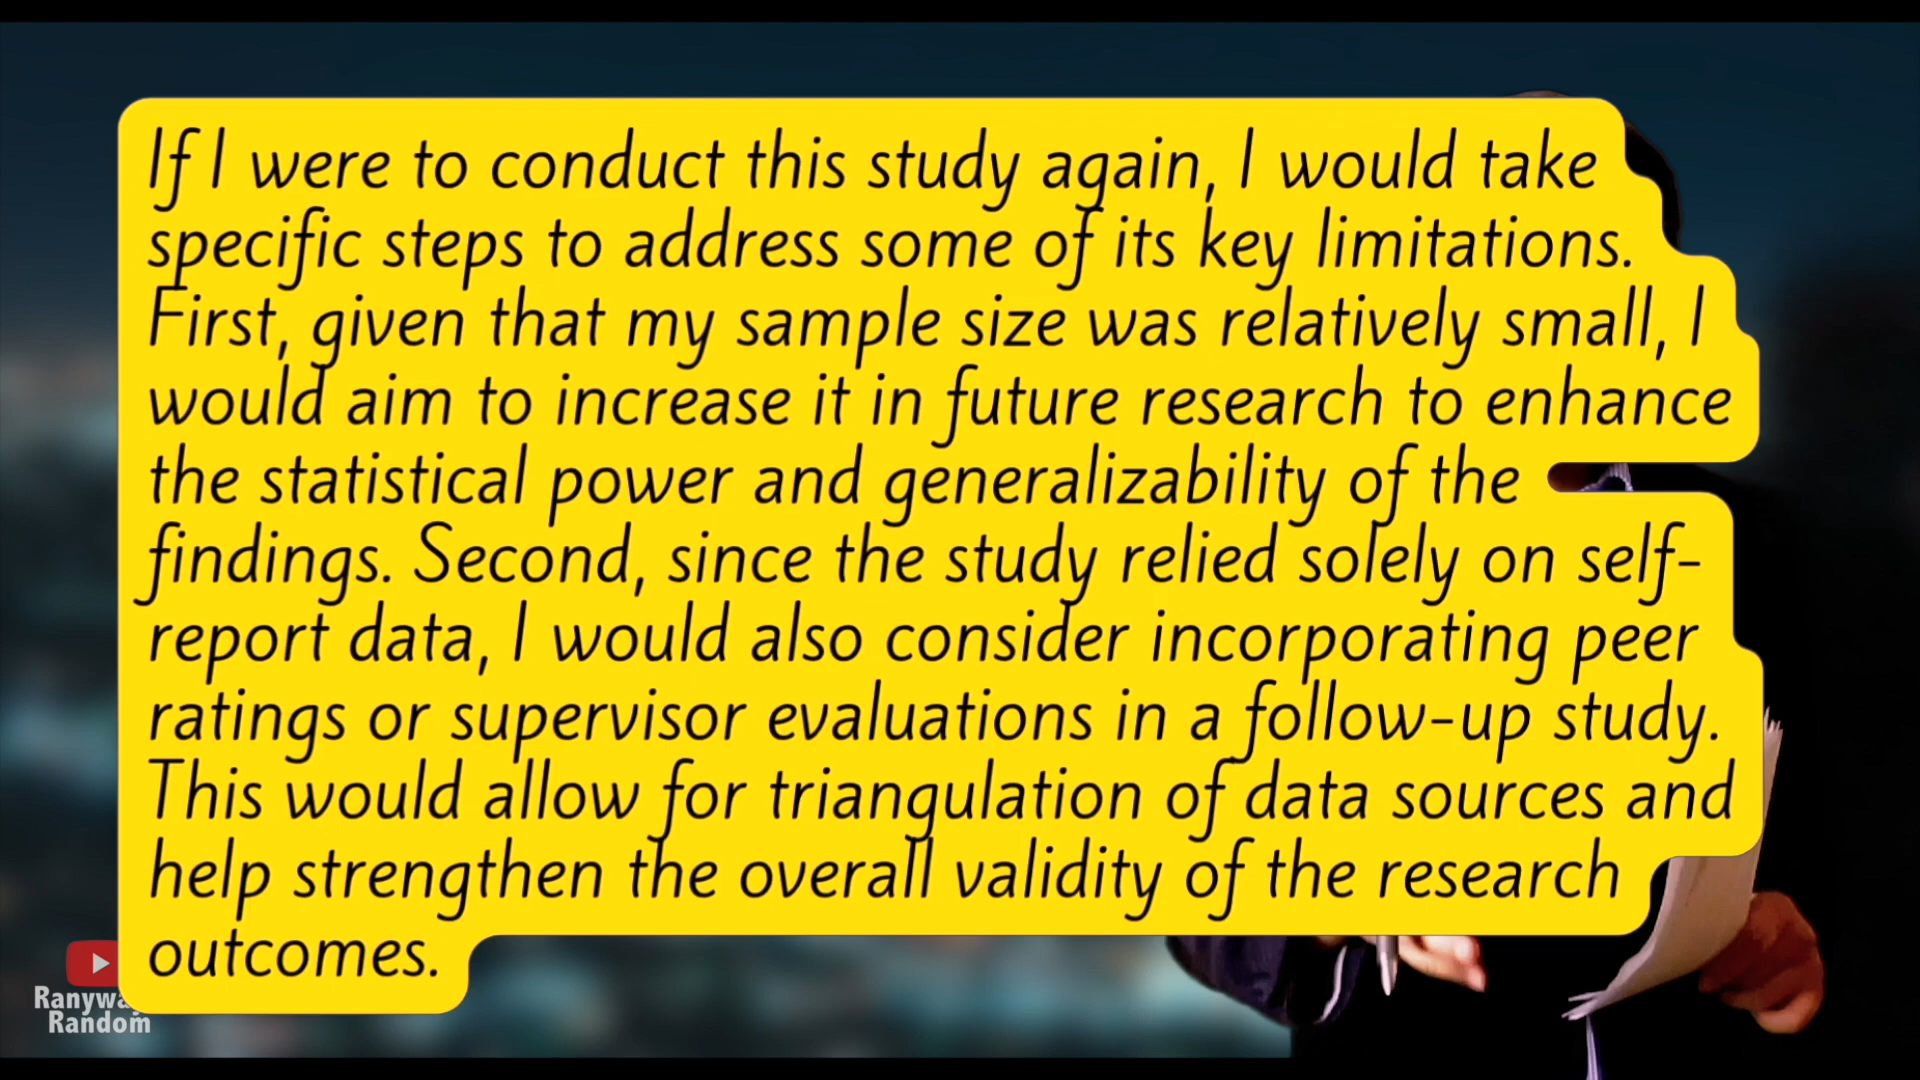 If I were to conduct this study again, I would take
specific steps to address some of its key limitations.
First, given that my sample size was relatively small, I
would aim to increase it in future research to enhance
the statistical power and generalizability of the
findings. Second, since the study relied solely on self-
report data, I would also consider incorporating peer
ratings or supervisor evaluations in a follow-up study.
This would allow for triangulation of data sources and
help strengthen the overall validity of the research
outcomes.
Random